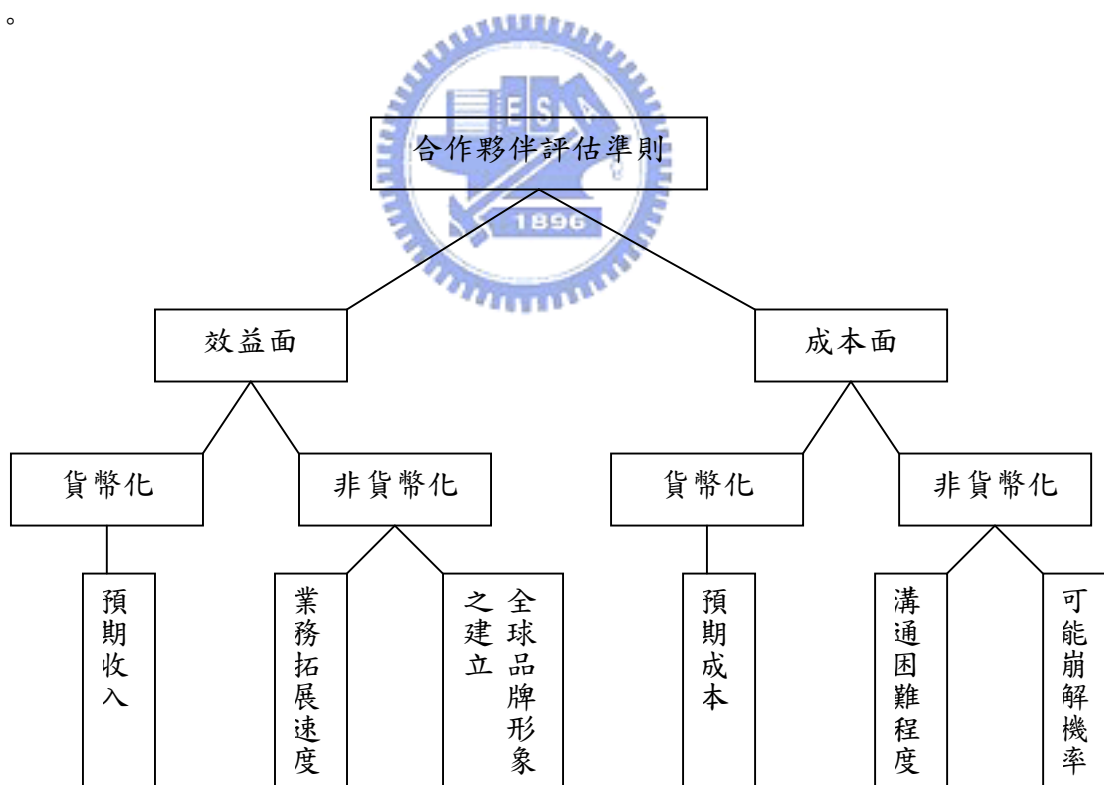 。
ESA
合作夥伴評估準則
1896
效益面
成本面
貨幣化
非貨幣化
貨幣化
非貨幣化
預期收入
業務拓展速度
全球品牌形象
之建立
預期成本
溝通困難程度
可能崩解機率